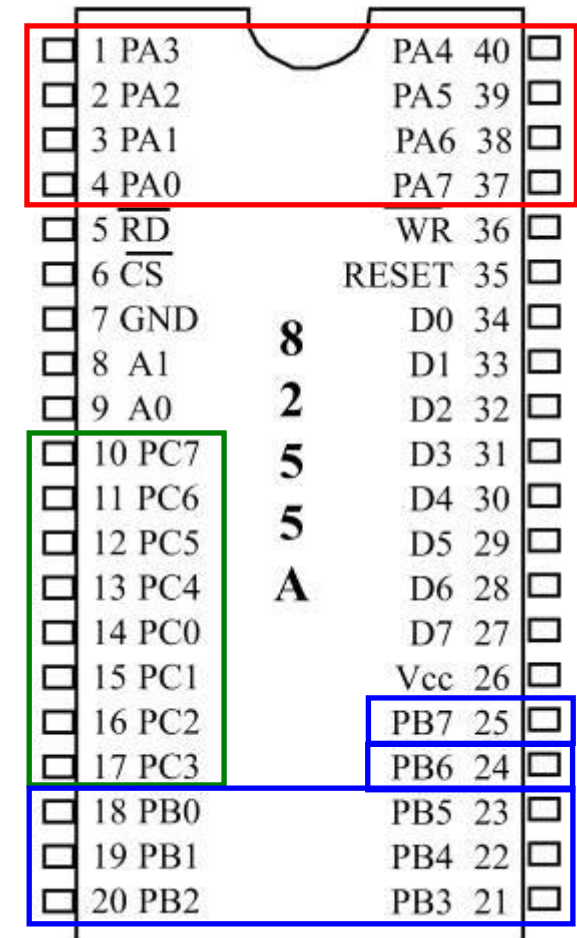 1 PA3 PA4 40
2 PA2 PA5 39
3 PA1 PA6 38
4 PA0 PA7 37
5 R̅D̅ W̅R̅ 36
6 C̅S̅ RESET 35
7 GND D0 34
8 A1 D1 33
9 A0 D2 32
10 PC7 D3 31
11 PC6 D4 30
12 PC5 D5 29
13 PC4 D6 28
14 PC0 D7 27
15 PC1 Vcc 26
16 PC2 PB7 25
17 PC3 PB6 24
18 PB0 PB5 23
19 PB1 PB4 22
20 PB2 PB3 21
8
2
5
5
A